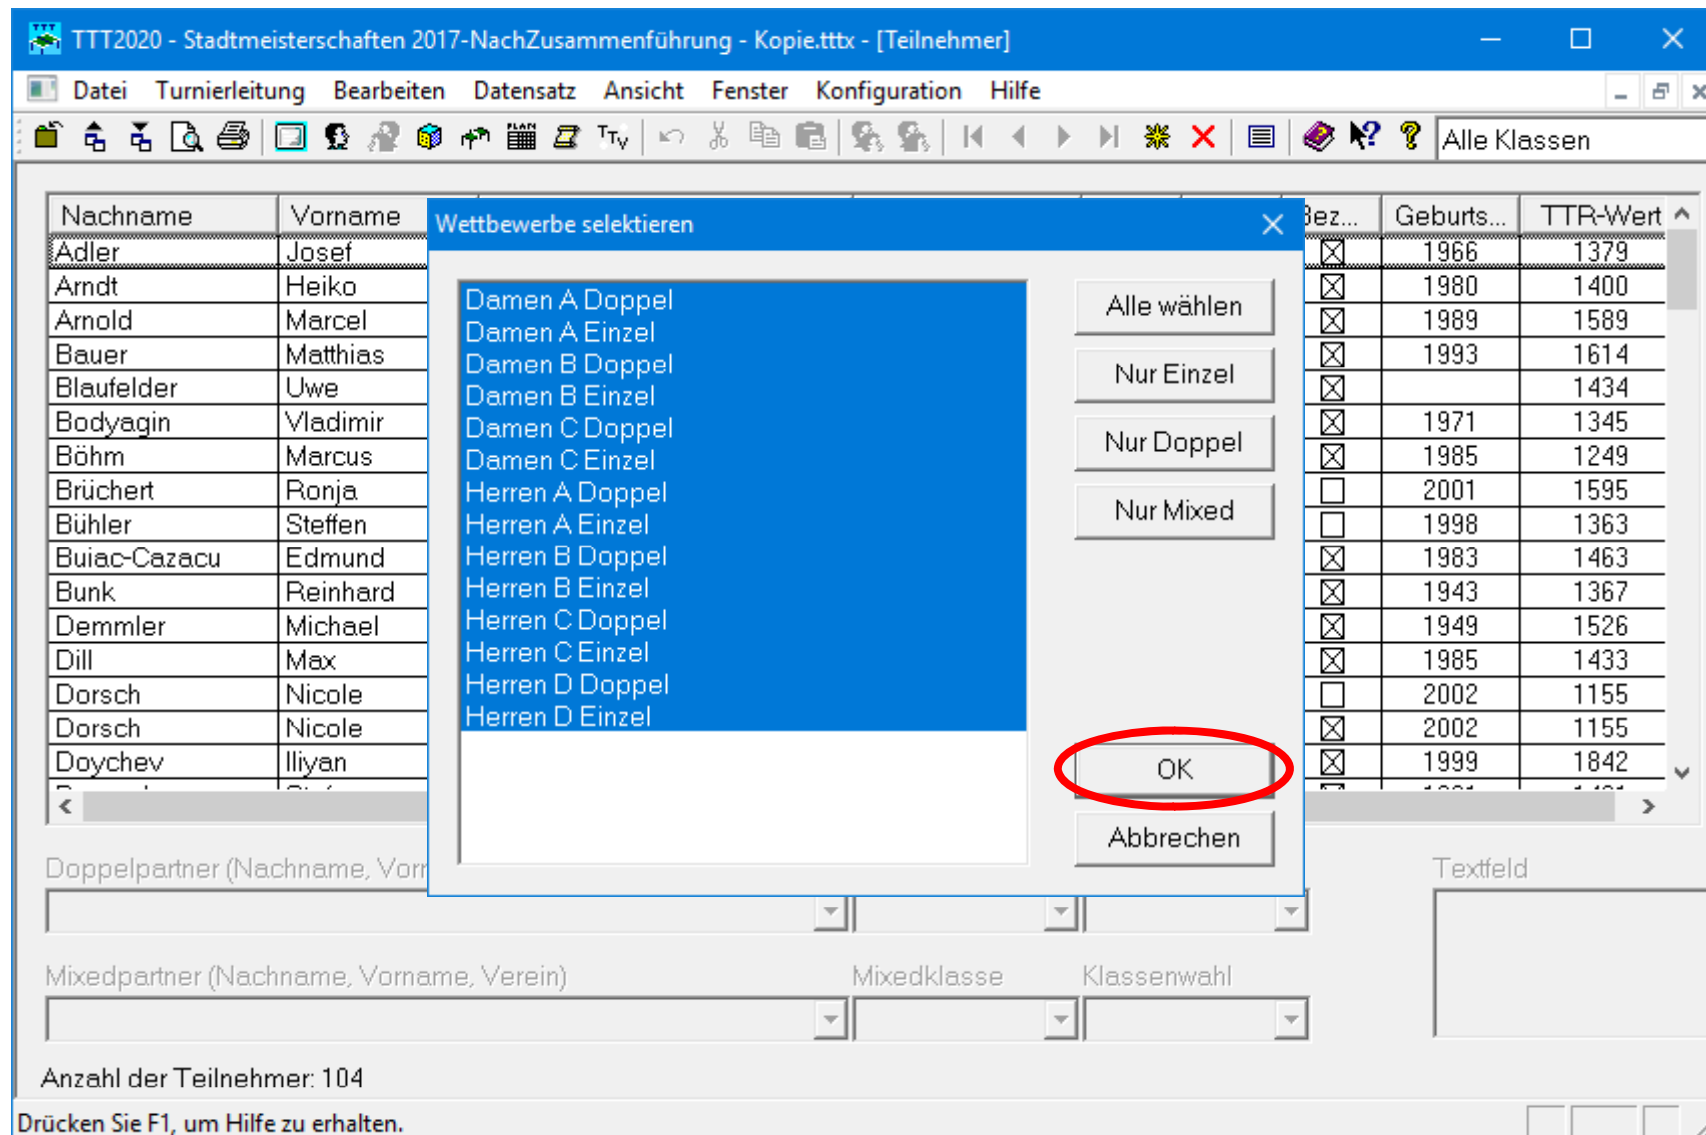 TTT2020 - Stadtmeisterschaften 2017-NachZusammenführung - Kopie.tttx - [Teilnehmer]
Datei Turnierleitung Bearbeiten Datensatz Ansicht Fenster Konfiguration Hilfe
Alle Klassen
Nachname Vorname Bez... Geburts... TTR-Wert
Adler Josef 1966 1379
Arndt Heiko 1980 1400
Arnold Marcel 1989 1589
Bauer Matthias 1993 1614
Blaufelder Uwe 1434
Bodyagin Vladimir 1971 1345
Böhm Marcus 1985 1249
Brüchert Ronja 2001 1595
Bühler Steffen 1998 1363
Buiac-Cazacu Edmund 1983 1463
Bunk Reinhard 1943 1367
Demmler Michael 1949 1526
Dill Max 1985 1433
Dorsch Nicole 2002 1155
Dorsch Nicole 2002 1155
Doychev Iliyan 1999 1842
Wettbewerbe selektieren
Damen A Doppel
Damen A Einzel
Damen B Doppel
Damen B Einzel
Damen C Doppel
Damen C Einzel
Herren A Doppel
Herren A Einzel
Herren B Doppel
Herren B Einzel
Herren C Doppel
Herren C Einzel
Herren D Doppel
Herren D Einzel
Alle wählen
Nur Einzel
Nur Doppel
Nur Mixed
OK
Abbrechen
Doppelpartner (Nachname, Vorn
Textfeld
Mixedpartner (Nachname, Vorname, Verein) Mixedklasse Klassenwahl
Anzahl der Teilnehmer: 104
Drücken Sie F1, um Hilfe zu erhalten.